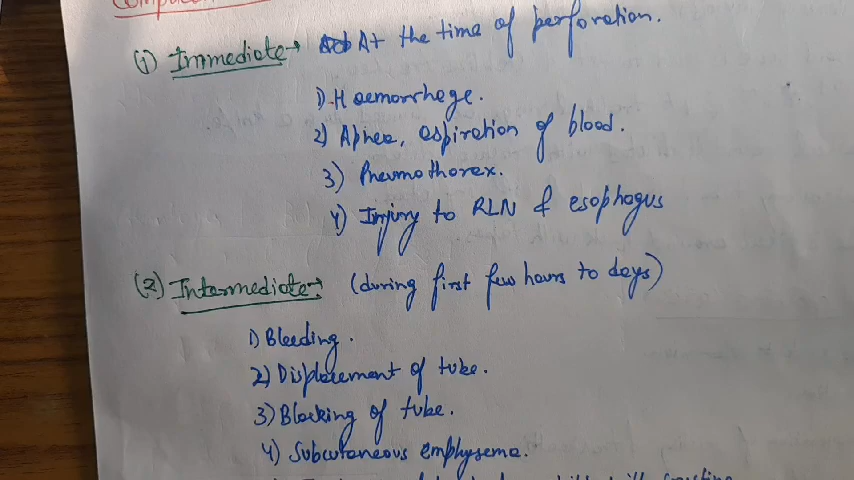 (1) Immediate → At the time of perforation.
1) Haemorrhage.
2) Apnea, aspiration of blood.
3) Pneumothorax.
4) Injury to RLN & esophagus
(2) Intermediate → (during first few hours to days)
1) Bleeding.
2) Displacement of tube.
3) Blocking of tube.
4) Subcutaneous emphysema.